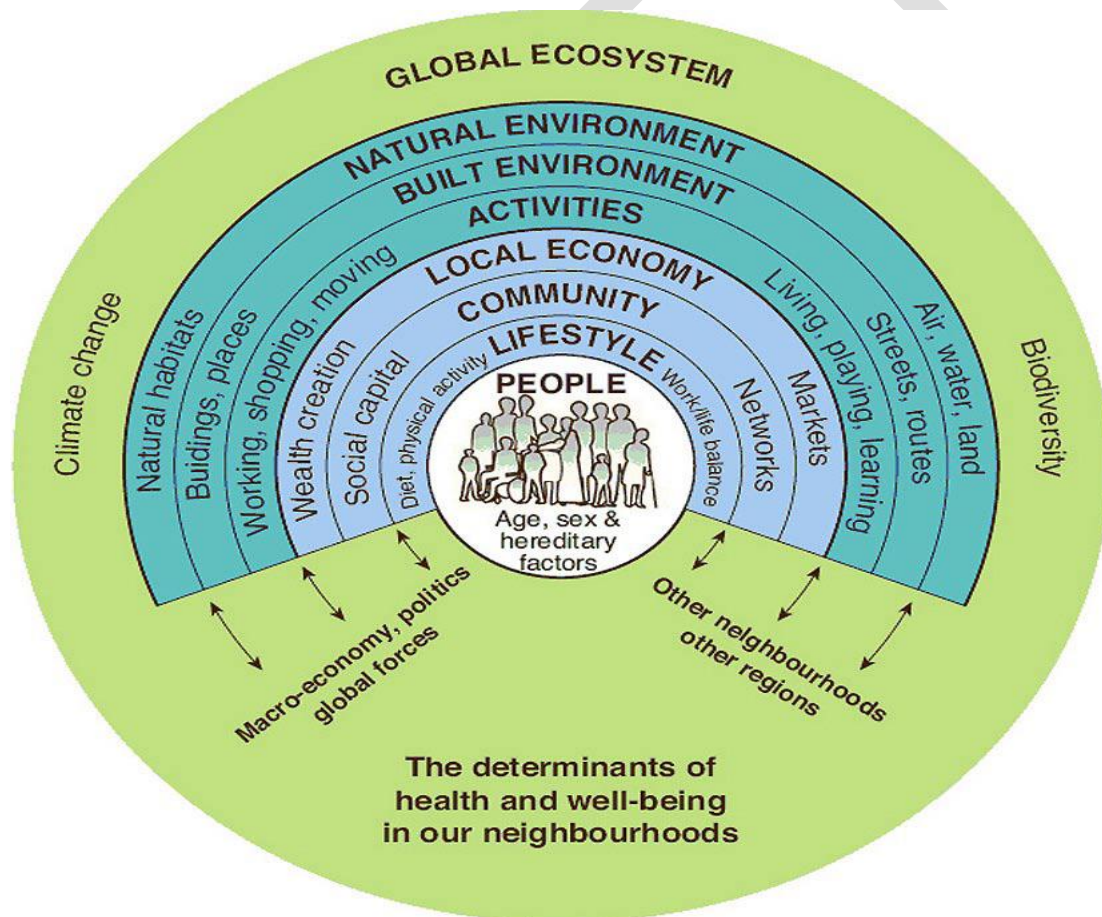 GLOBAL ECOSYSTEM
NATURAL ENVIRONMENT
BUILT ENVIRONMENT
ACTIVITIES
LOCAL ECONOMY
COMMUNITY
LIFESTYLE
PEOPLE
Age, sex &
hereditary
factors
Climate change
Natural habitats
Buidings, places
Working, shopping, moving
Wealth creation
Social capital
Diet, physical activity
Work/life balance
Networks
Markets
Living, playing, learning
Streets, routes
Air, water, land
Biodiversity
Macro-economy, politics
global forces
Other neighbourhoods
other regions
The determinants of
health and well-being
in our neighbourhoods